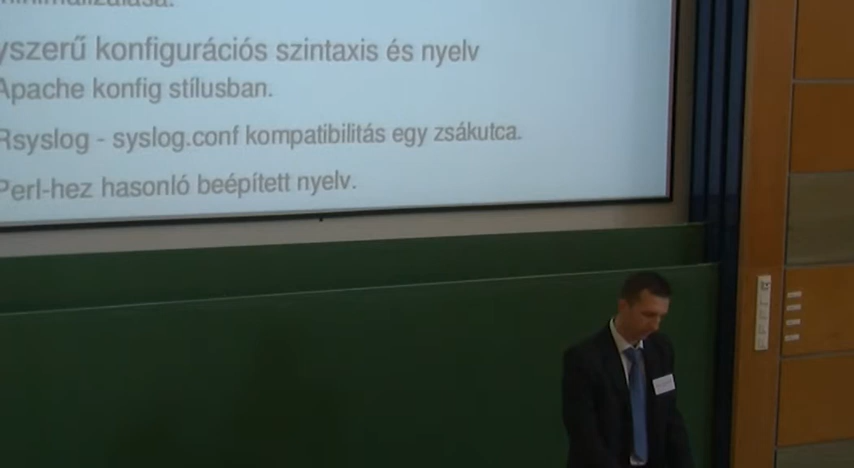 yszerű konfigurációs szintaxis és nyelv
Apache konfig stílusban.
Rsyslog - syslog.conf kompatibilitás egy zsákutca.
Perl-hez hasonló beépített nyelv.